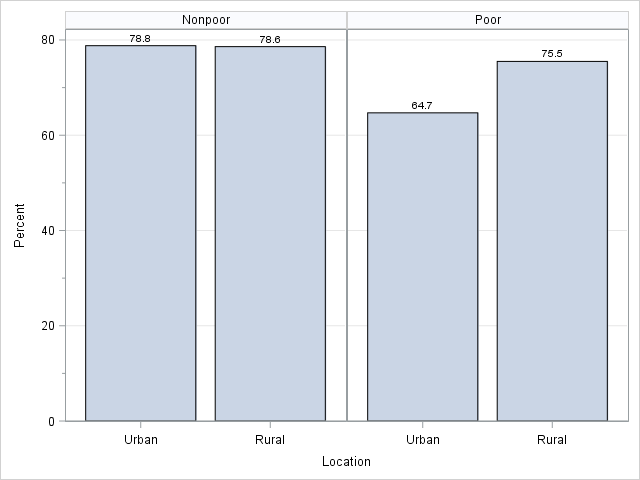 Nonpoor Poor
80
60
40
20
0
Percent
78.8 78.6 64.7 75.5
Urban Rural Urban Rural
Location